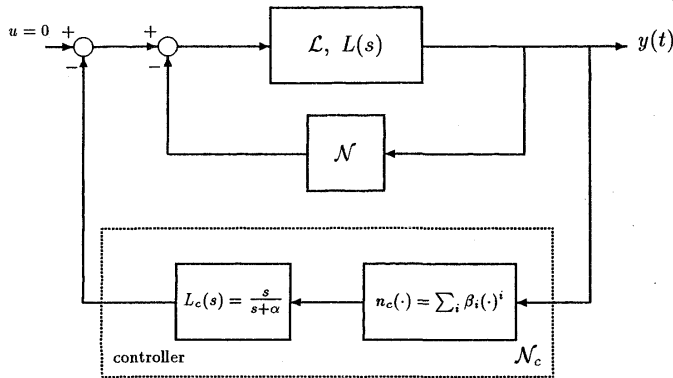 u = 0
+
+
−
−
ℒ, L(s)
y(t)
𝒩
L_c(s) = s/(s+α)
n_c(·) = ∑_i β_i(·)^i
controller
𝒩_c